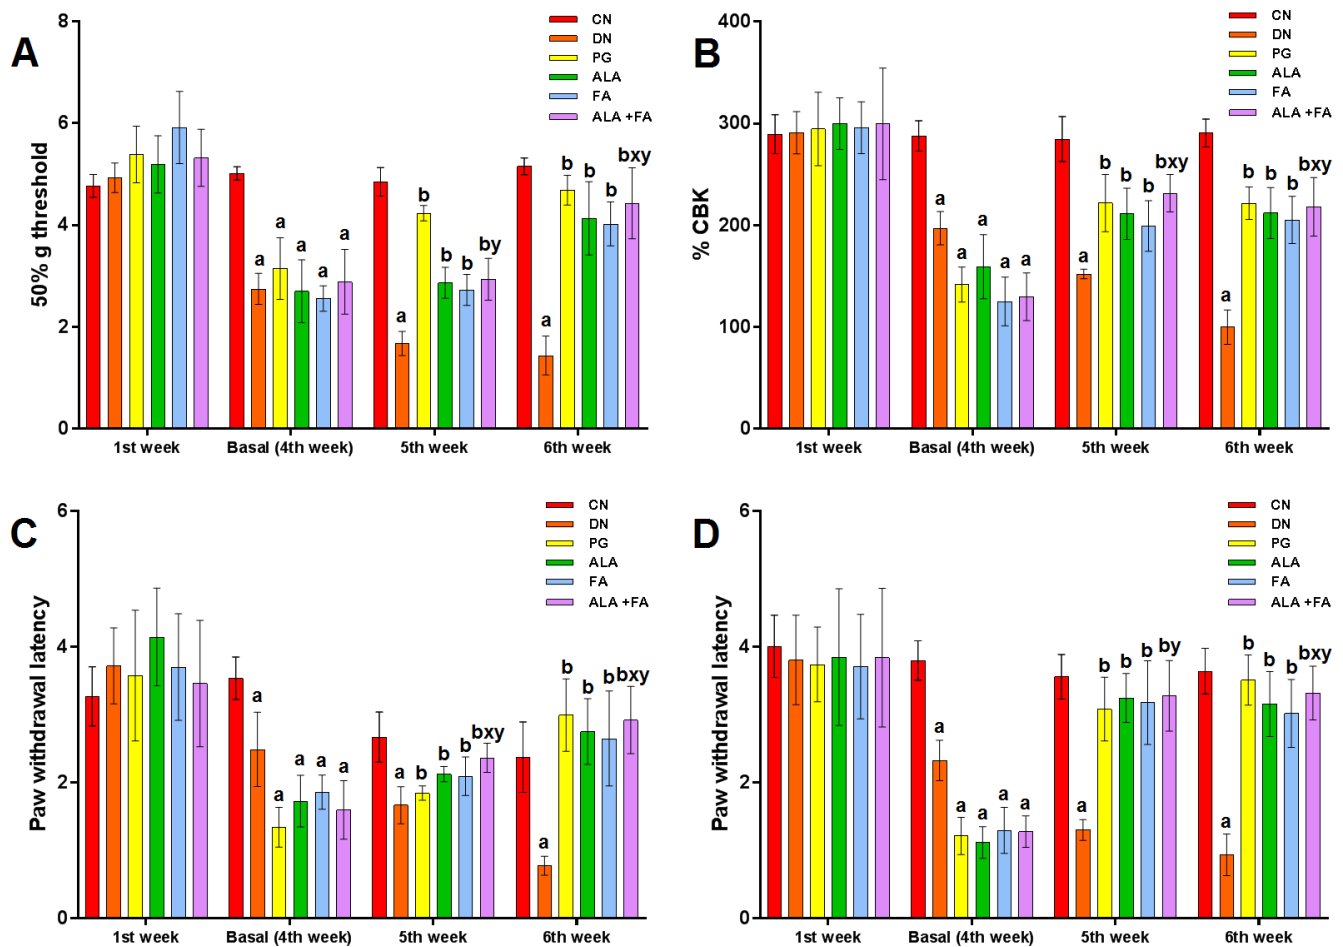 A
50% g threshold
8
6
4
2
0
CN
DN
PG
ALA
FA
ALA +FA
a a a a a
a b b b by
a b b b bxy
1st week Basal (4th week) 5th week 6th week
B
% CBK
400
300
200
100
0
CN
DN
PG
ALA
FA
ALA +FA
a a a a a
a b b b bxy
a b b b bxy
1st week Basal (4th week) 5th week 6th week
C
Paw withdrawal latency
6
4
2
0
CN
DN
PG
ALA
FA
ALA +FA
a a a a a
a b b b bxy
a b b b bxy
1st week Basal (4th week) 5th week 6th week
D
Paw withdrawal latency
6
4
2
0
CN
DN
PG
ALA
FA
ALA +FA
a a a a a
a b b b by
a b b b bxy
1st week Basal (4th week) 5th week 6th week